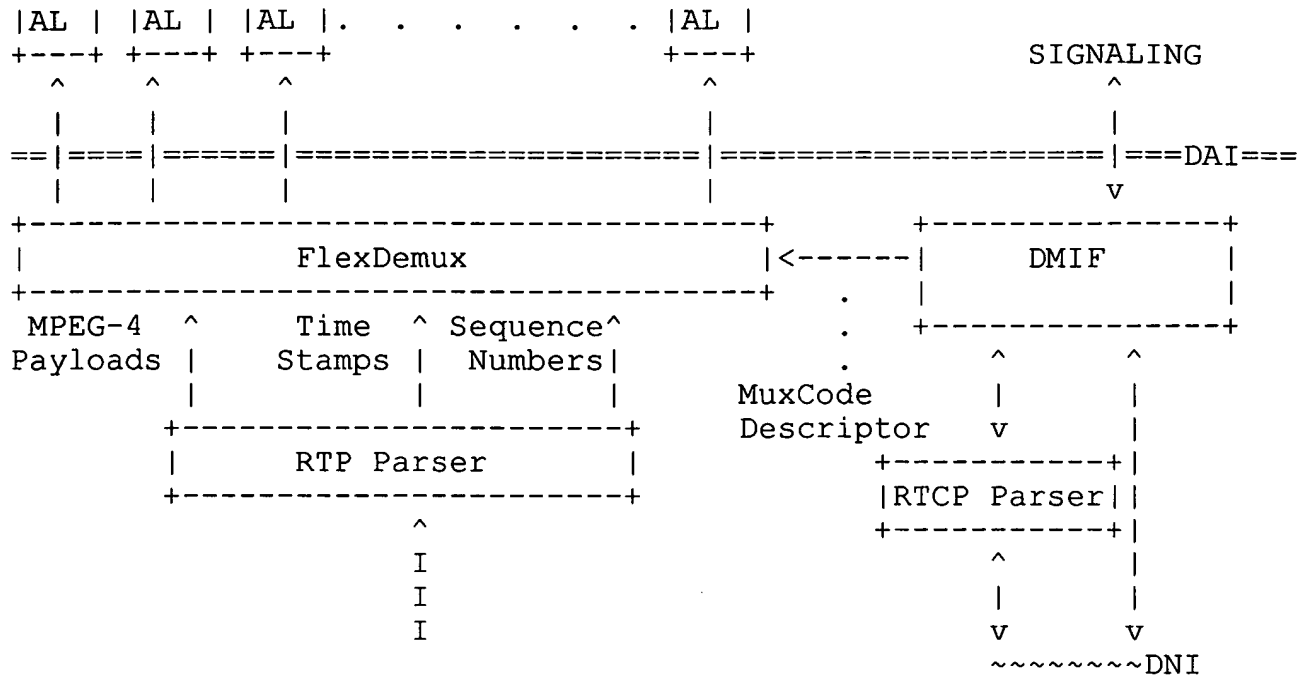 |AL | |AL | |AL |. . . . . . |AL |
+---+ +---+ +---+ +---+ SIGNALING
^ ^ ^ ^ ^
| | | | |
==|====|======|===================|==================|===DAI===
| | | | v
+----------------------------------+ +--------------+
| FlexDemux |<------| DMIF |
+----------------------------------+ . | |
MPEG-4 ^ Time ^ Sequence^ . +--------------+
Payloads | Stamps | Numbers| . ^ ^
| | | MuxCode | |
+---------------------+ Descriptor v |
| RTP Parser | +-----------+|
+---------------------+ |RTCP Parser||
^ +-----------+|
I ^ |
I | |
I v v
~~~~~~~~DNI